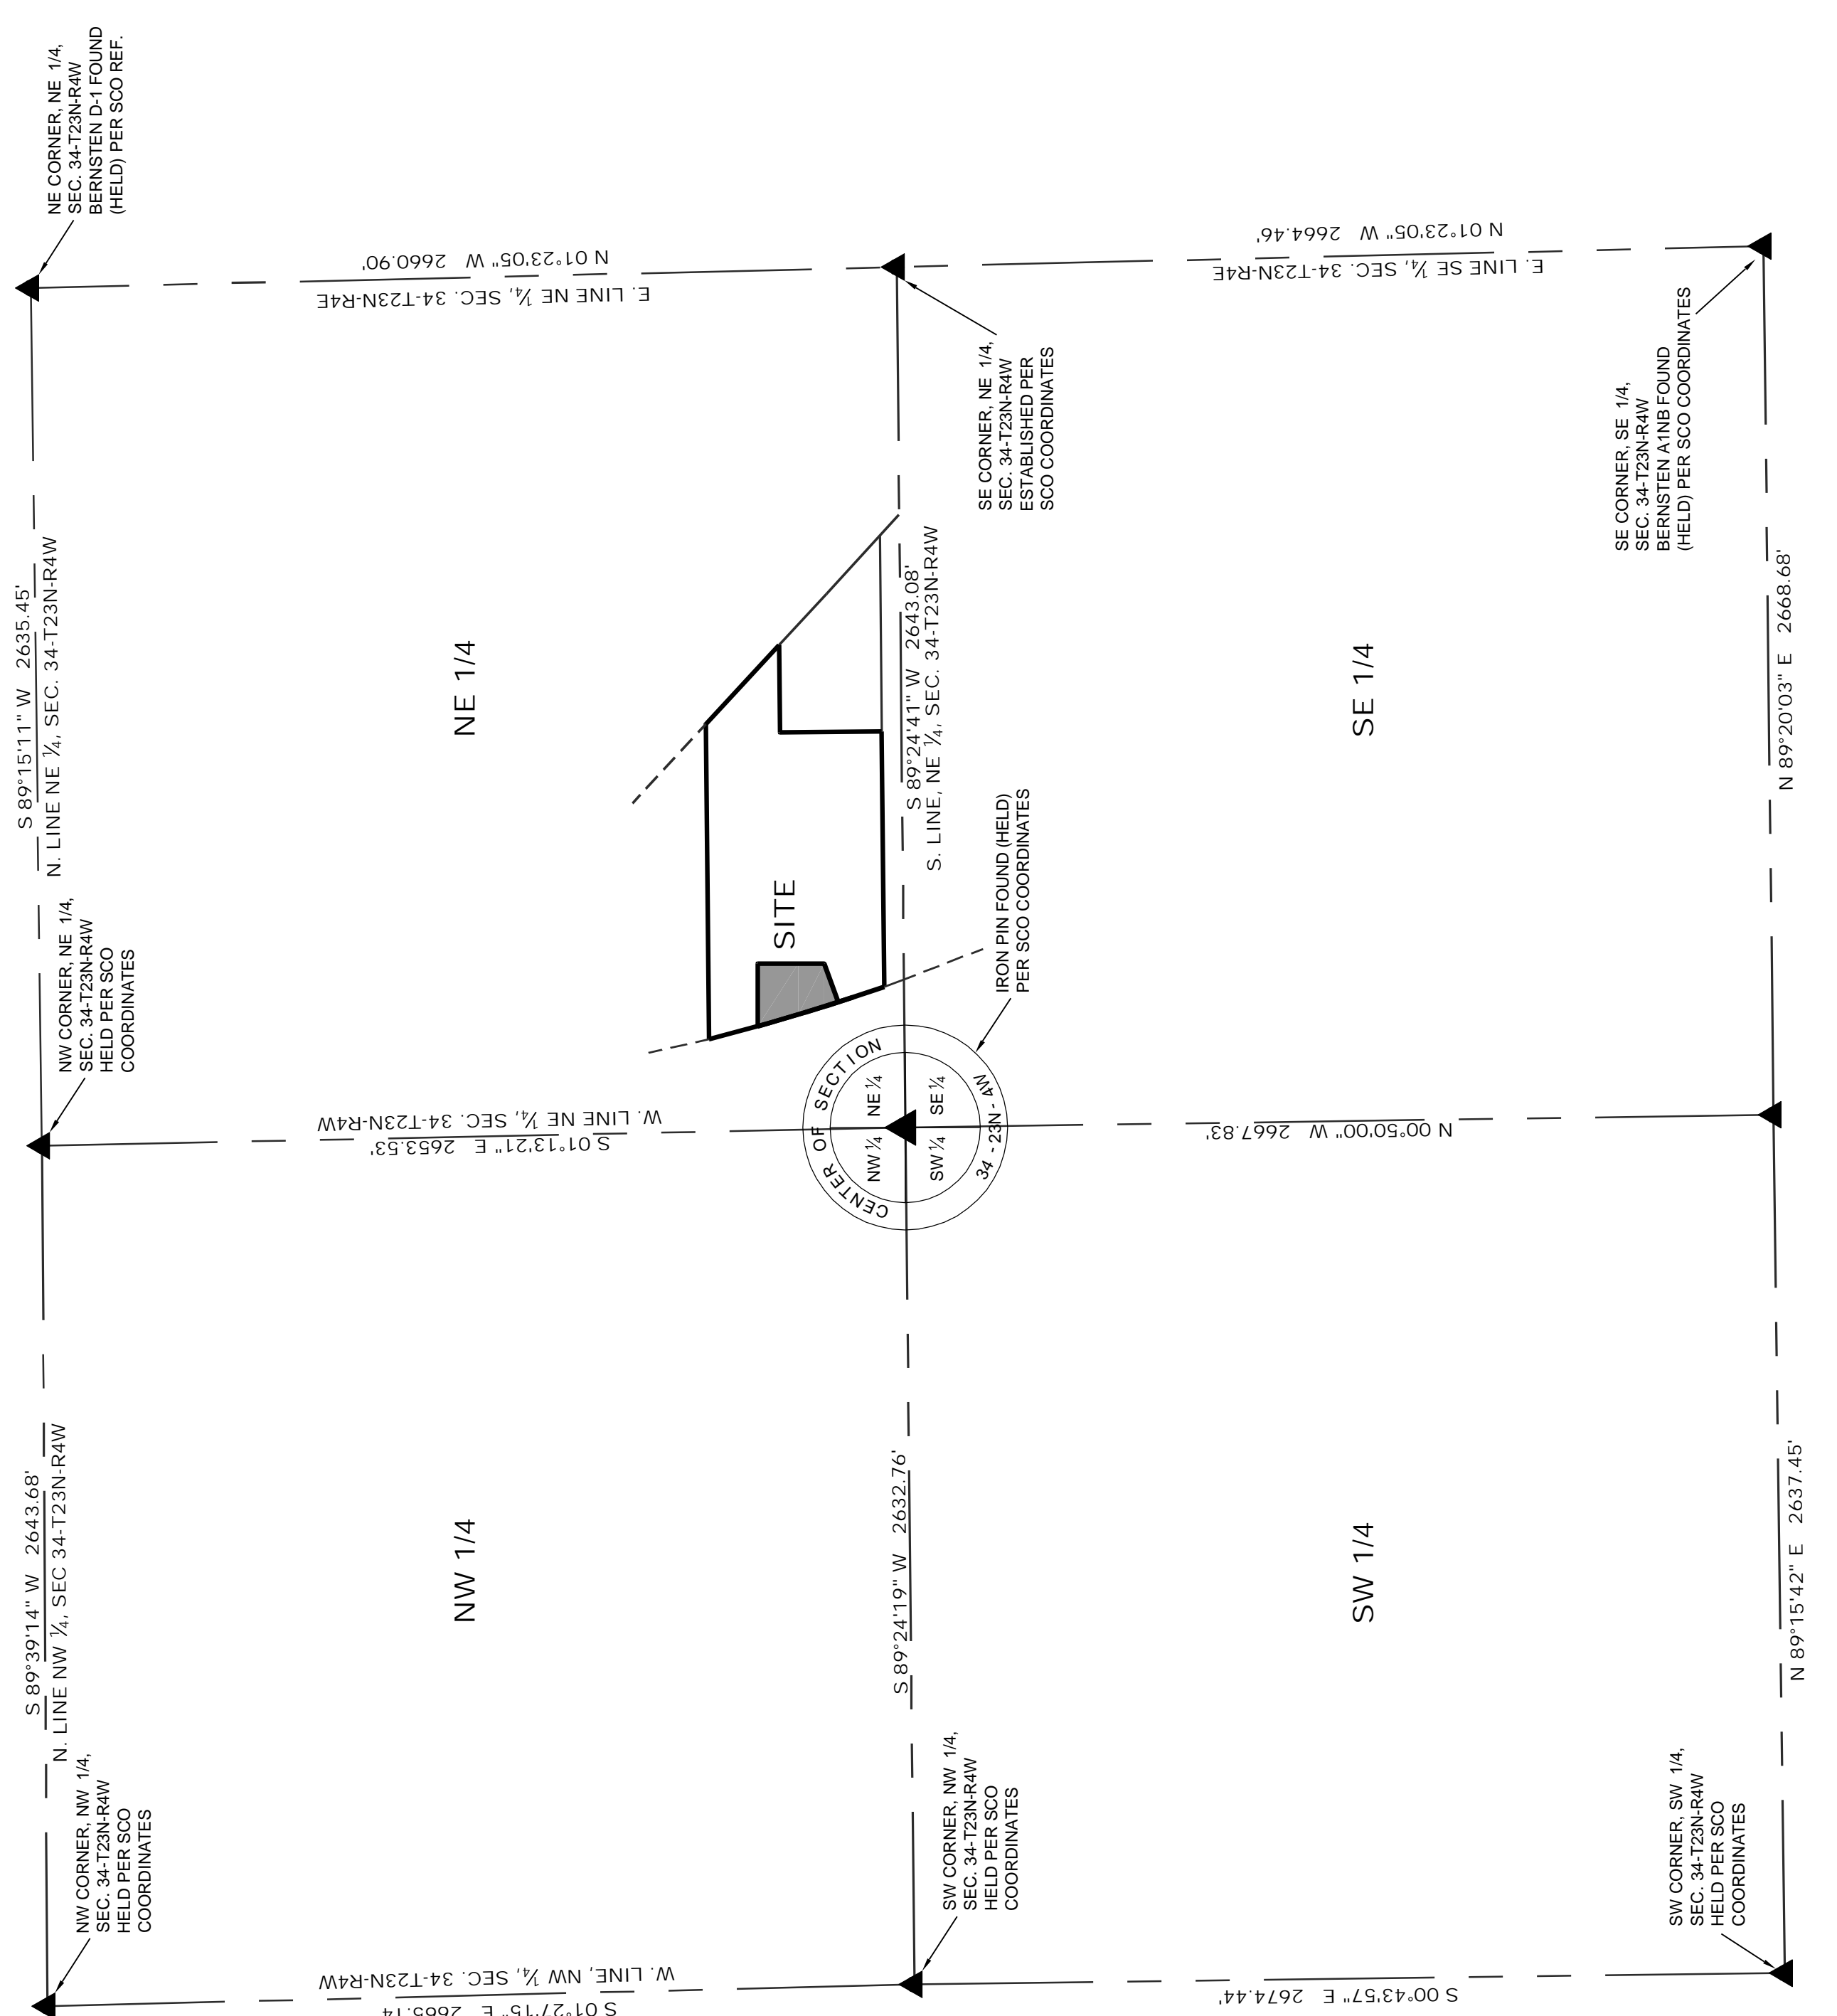 NE CORNER, NE 1/4,
SEC. 34-T23N-R4W
BERNSTEN D-1 FOUND
(HELD) PER SCO REF.
S 89°15'11" W 2635.45'
N. LINE NE ¼, SEC. 34-T23N-R4W
NW CORNER, NE 1/4,
SEC. 34-T23N-R4W
HELD PER SCO
COORDINATES
S 89°39'14" W 2643.68'
N. LINE NW ¼, SEC 34-T23N-R4W
NW CORNER, NW 1/4,
SEC. 34-T23N-R4W
HELD PER SCO
COORDINATES
N 01°23'05" W 2660.90'
E. LINE NE ¼, SEC. 34-T23N-R4E
NE 1/4
W. LINE NE ¼, SEC. 34-T23N-R4W
S 01°13'21" E 2653.53'
NW 1/4
W. LINE, NW ¼, SEC. 34-T23N-R4W
S 01°27'15" E 2665.14'
SITE
SE CORNER, NE 1/4,
SEC. 34-T23N-R4W
ESTABLISHED PER
SCO COORDINATES
S 89°24'41" W 2643.08'
S. LINE, NE ¼, SEC. 34-T23N-R4W
IRON PIN FOUND (HELD)
PER SCO COORDINATES
CENTER OF SECTION
NW ¼ NE ¼
SW ¼ SE ¼
34 - 23N - 4W
S 89°24'19" W 2632.76'
SW CORNER, NW 1/4,
SEC. 34-T23N-R4W
HELD PER SCO
COORDINATES
N 01°23'05" W 2664.46'
E. LINE SE ¼, SEC. 34-T23N-R4E
SE 1/4
N 00°50'00" W 2667.83'
SW 1/4
S 00°43'57" E 2674.44'
SE CORNER, SE 1/4,
SEC. 34-T23N-R4W
BERNSTEN A1NB FOUND
(HELD) PER SCO COORDINATES
N 89°20'03" E 2668.68'
N 89°15'42" E 2637.45'
SW CORNER, SW 1/4,
SEC. 34-T23N-R4W
HELD PER SCO
COORDINATES